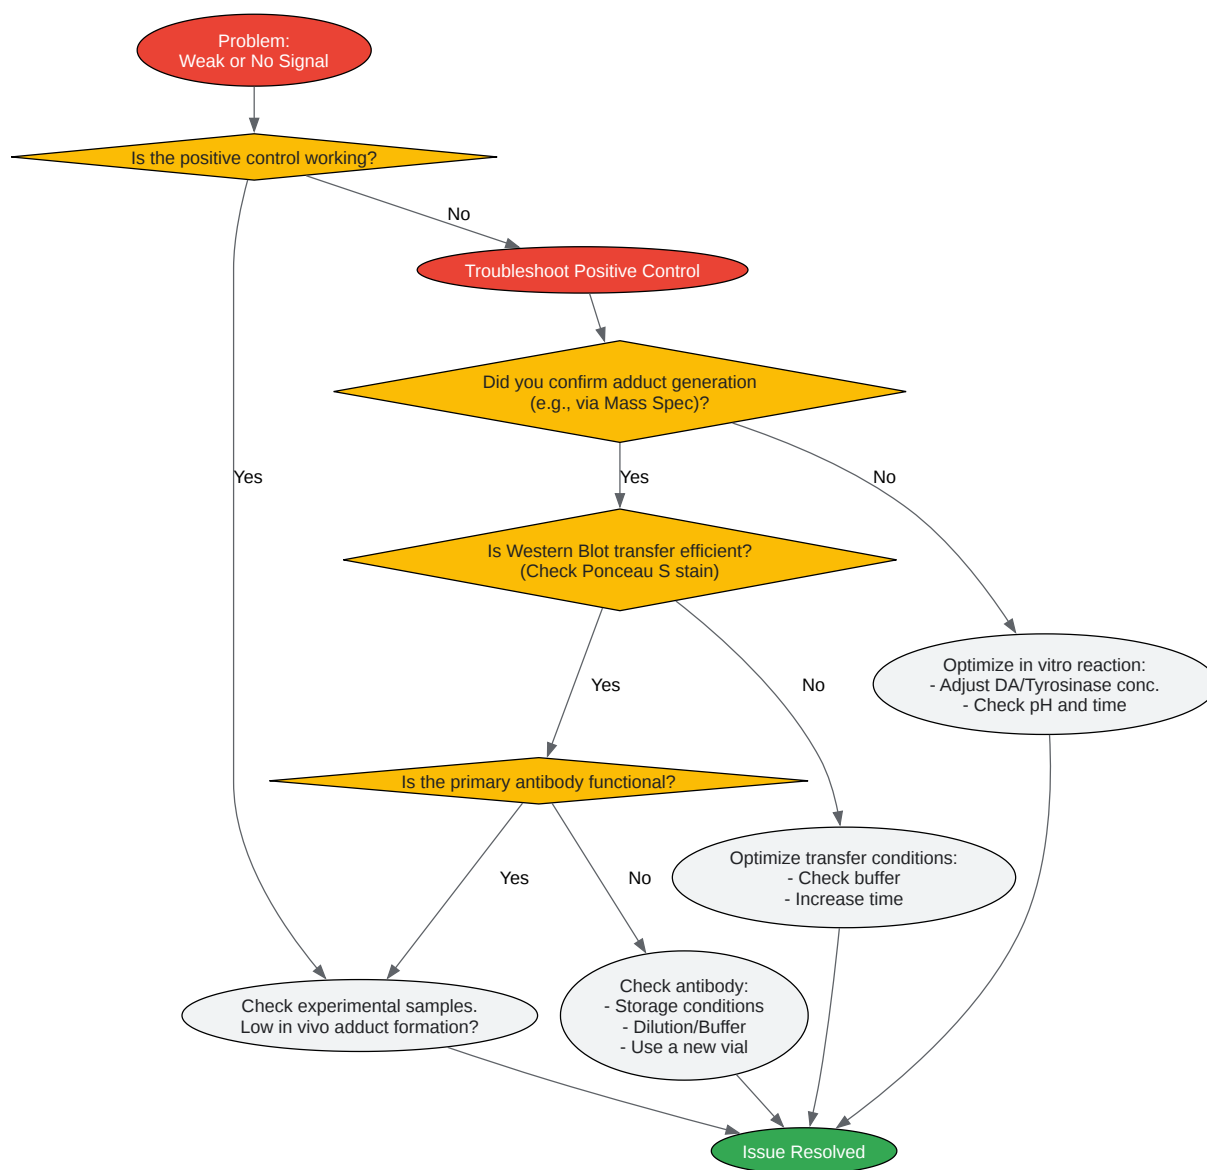 Problem:
Weak or No Signal
Is the positive control working?
No
Troubleshoot Positive Control
Did you confirm adduct generation
(e.g., via Mass Spec)?
Yes
Yes
No
Is Western Blot transfer efficient?
(Check Ponceau S stain)
Optimize in vitro reaction:
- Adjust DA/Tyrosinase conc.
- Check pH and time
Yes
No
Is the primary antibody functional?
Optimize transfer conditions:
- Check buffer
- Increase time
Yes
No
Check experimental samples.
Low in vivo adduct formation?
Check antibody:
- Storage conditions
- Dilution/Buffer
- Use a new vial
Issue Resolved